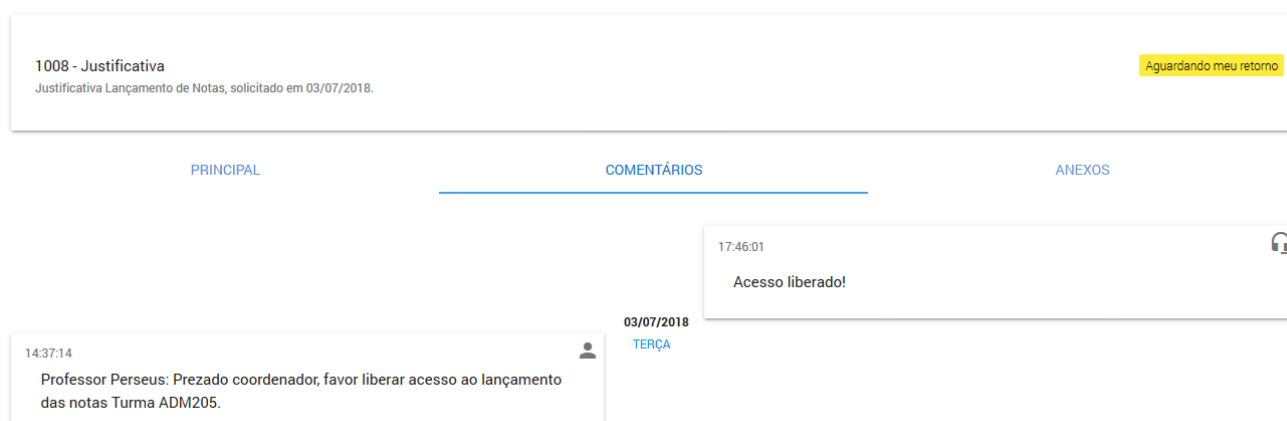 1008 - Justificativa
Aguardando meu retorno
Justificativa Lançamento de Notas, solicitado em 03/07/2018.
PRINCIPAL
COMENTÁRIOS
ANEXOS
17:46:01
Acesso liberado!
03/07/2018
TERÇA
14:37:14
Professor Perseus: Prezado coordenador, favor liberar acesso ao lançamento
das notas Turma ADM205.